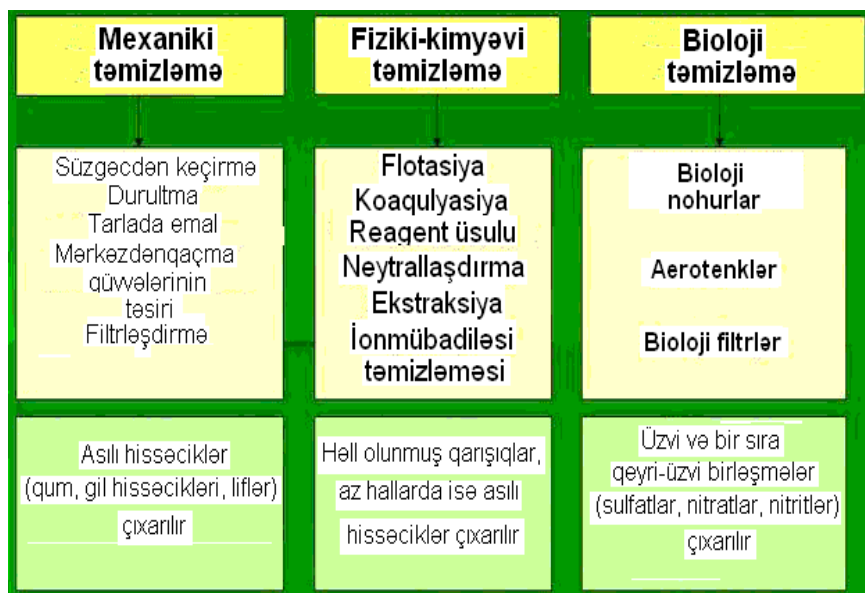 Mexaniki
təmizləmə
Fiziki-kimyəvi
təmizləmə
Bioloji
təmizləmə
Süzgəcdən keçirmə
Durultma
Tarlada emal
Mərkəzdənqaçma
qüvvələrinin
təsiri
Filtrləşdirmə
Flotasiya
Koaqulyasiya
Reagent üsulu
Neytrallaşdırma
Ekstraksiya
İonmübadiləsi
təmizləməsi
Bioloji
nohurlar
Aerotenklər
Bioloji filtrlər
Asılı hissəciklər
(qum, gil hissəcikləri, liflər)
çıxarılır
Həll olunmuş qarışıqlar,
az hallarda isə asılı
hissəciklər çıxarılır
Üzvi və bir sıra
qeyri-üzvi birləşmələr
(sulfatlar, nitratlar, nitritlər)
çıxarılır